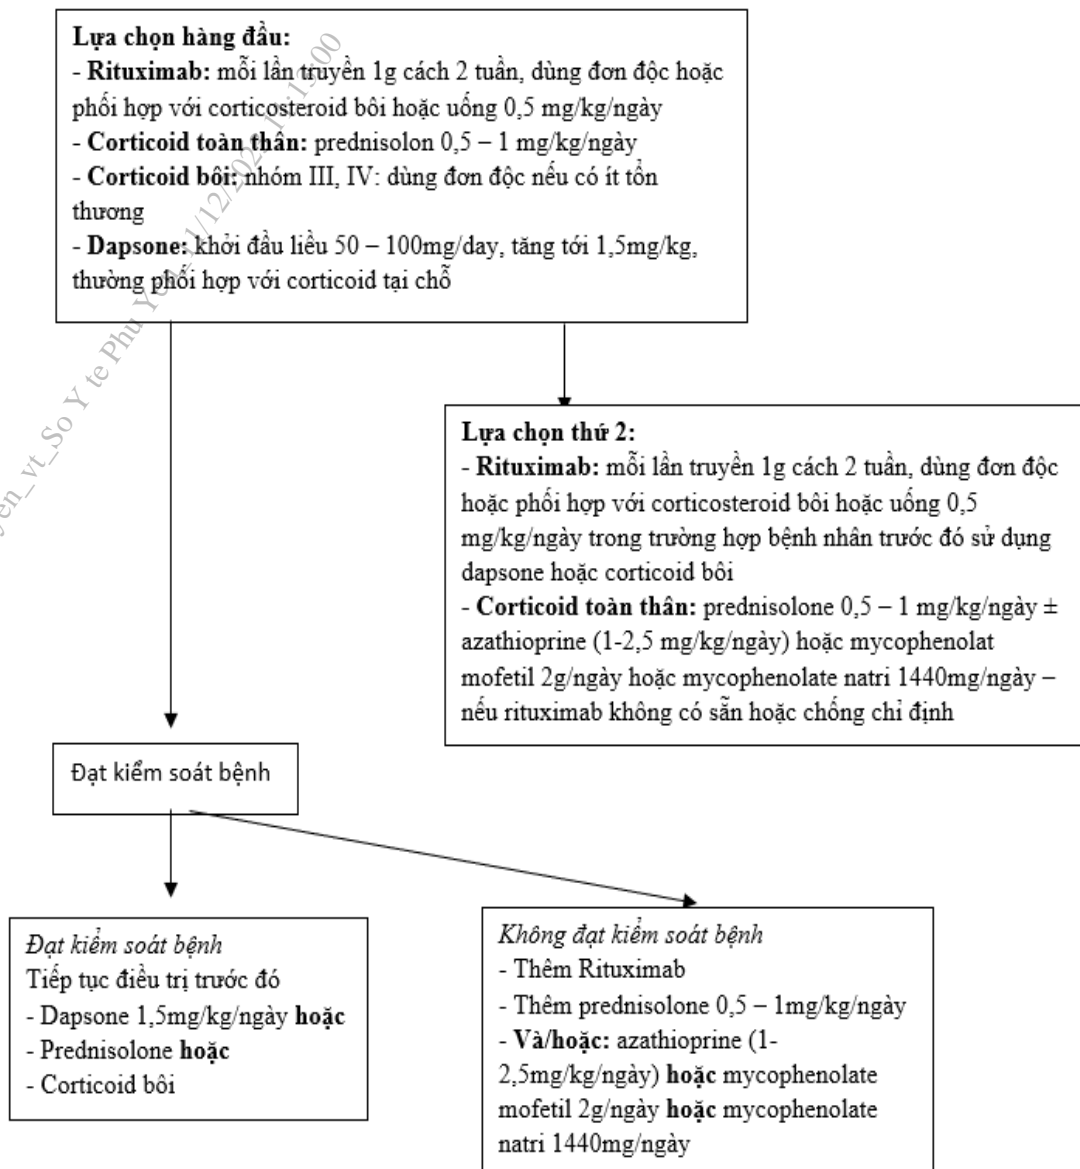 Lựa chọn hàng đầu:
- Rituximab: mỗi lần truyền 1g cách 2 tuần, dùng đơn độc hoặc
phối hợp với corticosteroid bôi hoặc uống 0,5 mg/kg/ngày
- Corticoid toàn thân: prednisolon 0,5 – 1 mg/kg/ngày
- Corticoid bôi: nhóm III, IV: dùng đơn độc nếu có ít tổn
thương
- Dapsone: khởi đầu liều 50 – 100mg/day, tăng tới 1,5mg/kg,
thường phối hợp với corticoid tại chỗ
Lựa chọn thứ 2:
- Rituximab: mỗi lần truyền 1g cách 2 tuần, dùng đơn độc
hoặc phối hợp với corticosteroid bôi hoặc uống 0,5
mg/kg/ngày trong trường hợp bệnh nhân trước đó sử dụng
dapsone hoặc corticoid bôi
- Corticoid toàn thân: prednisolone 0,5 – 1 mg/kg/ngày ±
azathioprine (1-2,5 mg/kg/ngày) hoặc mycophenolat
mofetil 2g/ngày hoặc mycophenolate natri 1440mg/ngày –
nếu rituximab không có sẵn hoặc chống chỉ định
Đạt kiểm soát bệnh
Đạt kiểm soát bệnh
Tiếp tục điều trị trước đó
- Dapsone 1,5mg/kg/ngày hoặc
- Prednisolone hoặc
- Corticoid bôi
Không đạt kiểm soát bệnh
- Thêm Rituximab
- Thêm prednisolone 0,5 – 1mg/kg/ngày
- Và/hoặc: azathioprine (1-
2,5mg/kg/ngày) hoặc mycophenolate
mofetil 2g/ngày hoặc mycophenolate
natri 1440mg/ngày
yen_vt_So Y te Phu